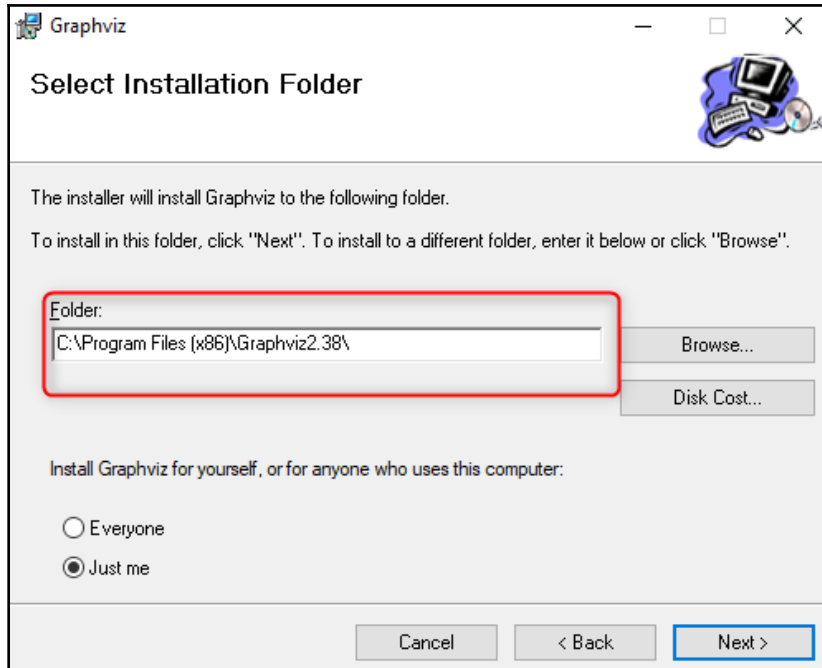 Graphviz
Select Installation Folder
The installer will install Graphviz to the following folder.
To install in this folder, click "Next". To install to a different folder, enter it below or click "Browse".
Folder:
C:\Program Files (x86)\Graphviz2.38\
Browse...
Disk Cost...
Install Graphviz for yourself, or for anyone who uses this computer:
Everyone
Just me
Cancel
< Back
Next >